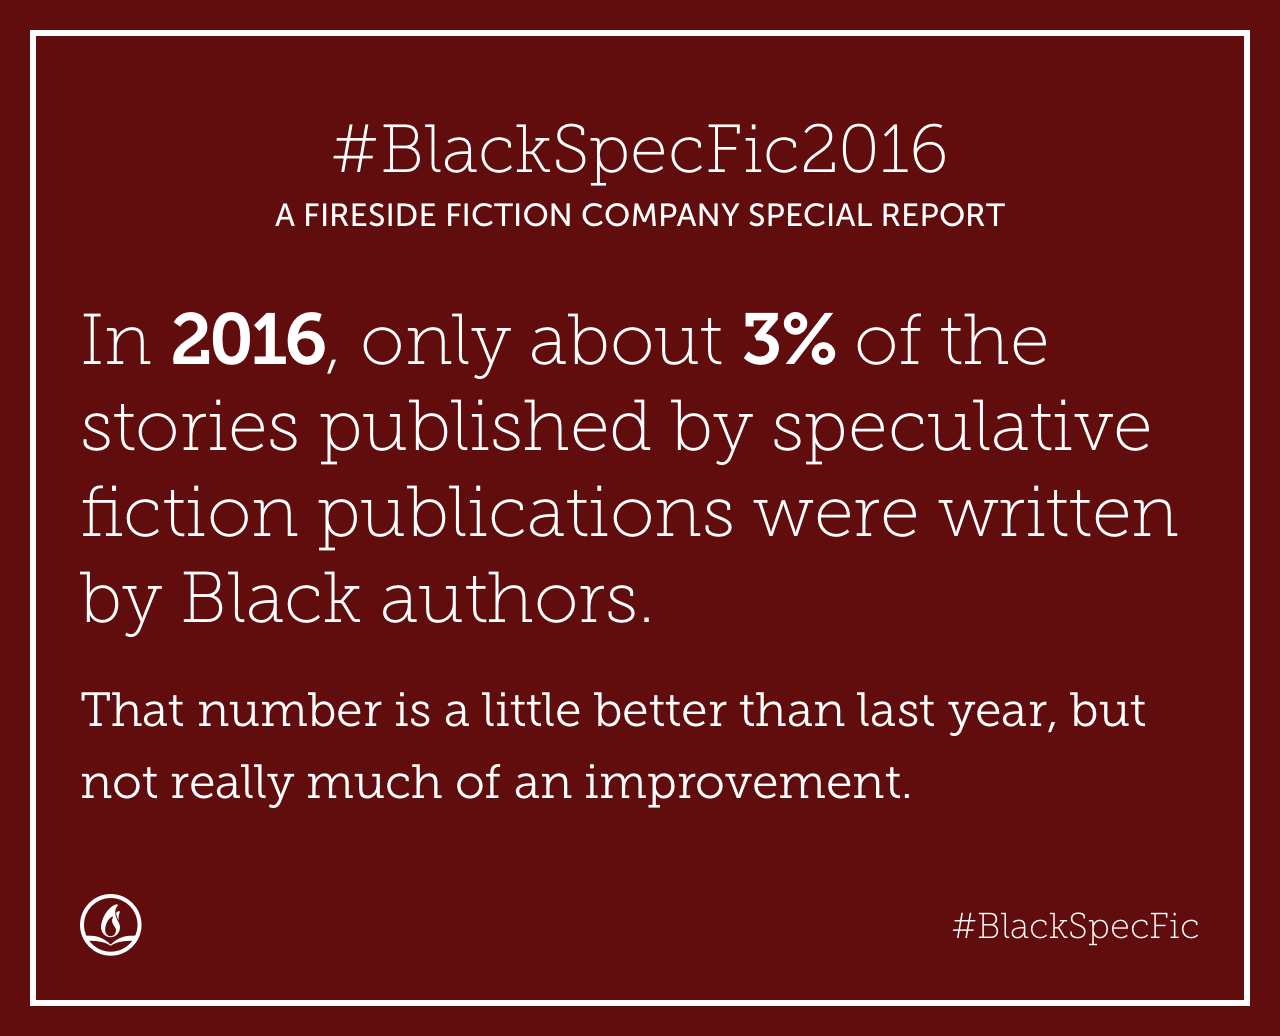 #BlackSpecFic2016
A FIRESIDE FICTION COMPANY SPECIAL REPORT
In 2016, only about 3% of the
stories published by speculative
fiction publications were written
by Black authors.
That number is a little better than last year, but
not really much of an improvement.
#BlackSpecFic